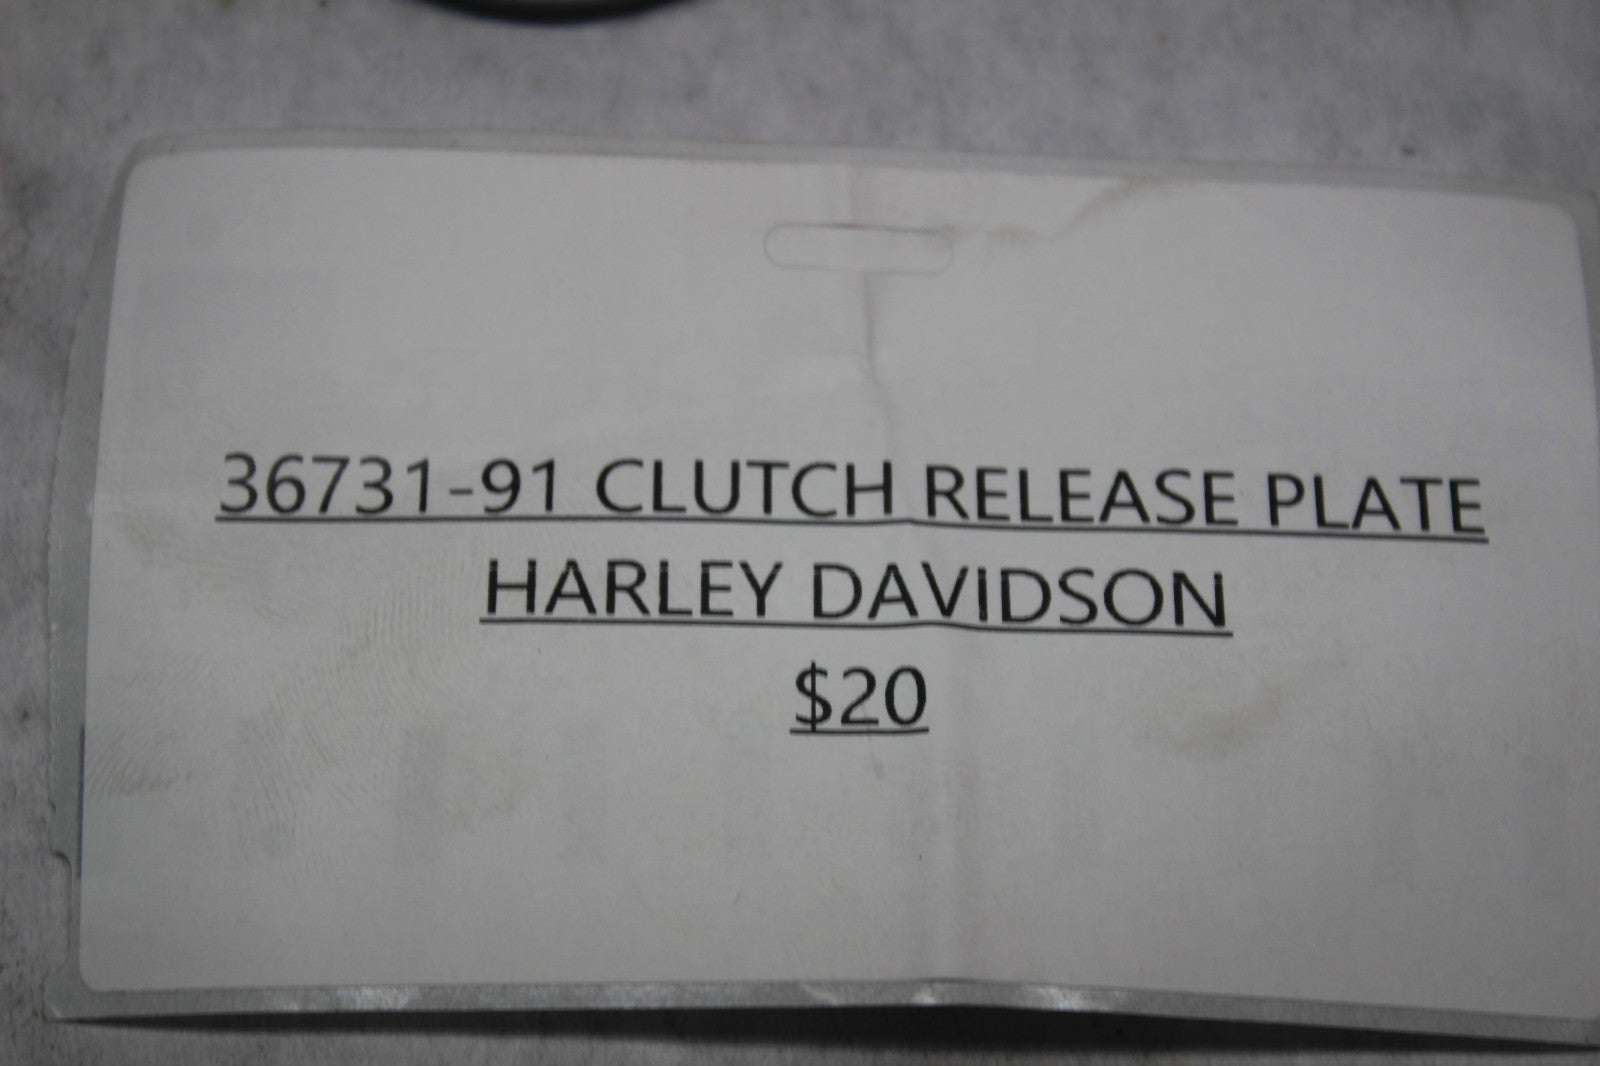 36731-91 CLUTCH RELEASE PLATE
HARLEY DAVIDSON
$20